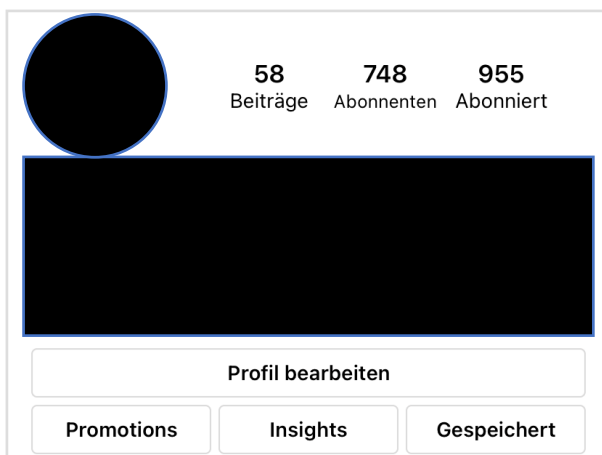 58 748 955
Beiträge Abonnenten Abonniert
Profil bearbeiten
Promotions Insights Gespeichert